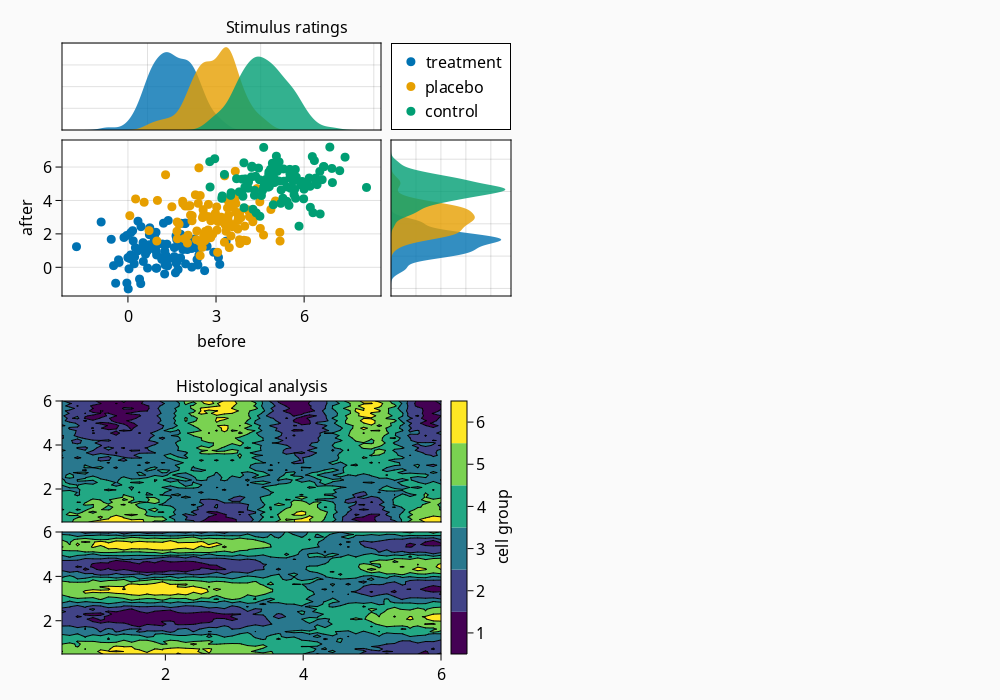 Stimulus ratings
treatment
placebo
control
6
4
2
0
after
0 3 6
before
Histological analysis
6
4
2
6
4
2
2 4 6
6
5
4
3
2
1
cell group